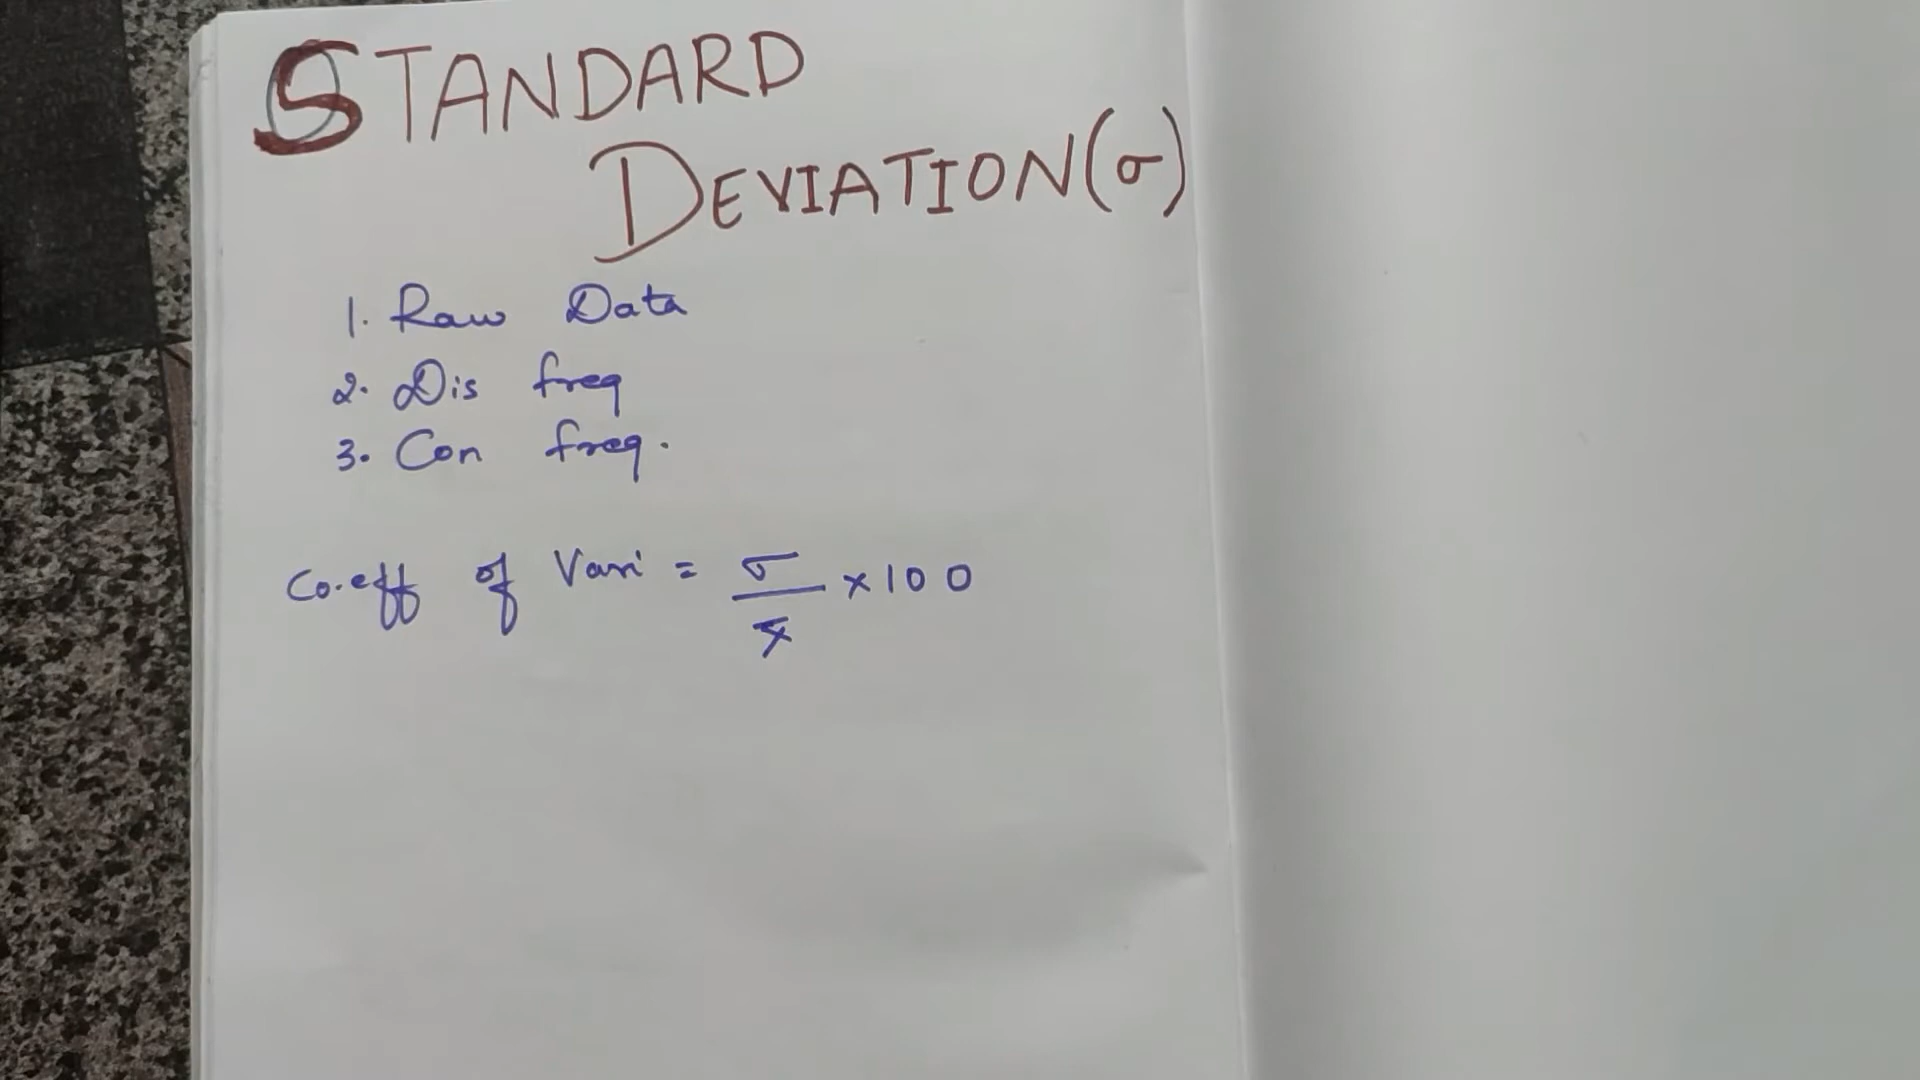 STANDARD
DEVIATION (σ)
1. Raw Data
2. Dis freq
3. Con freq.
Co.eff of Vari = σ/x̄ × 100